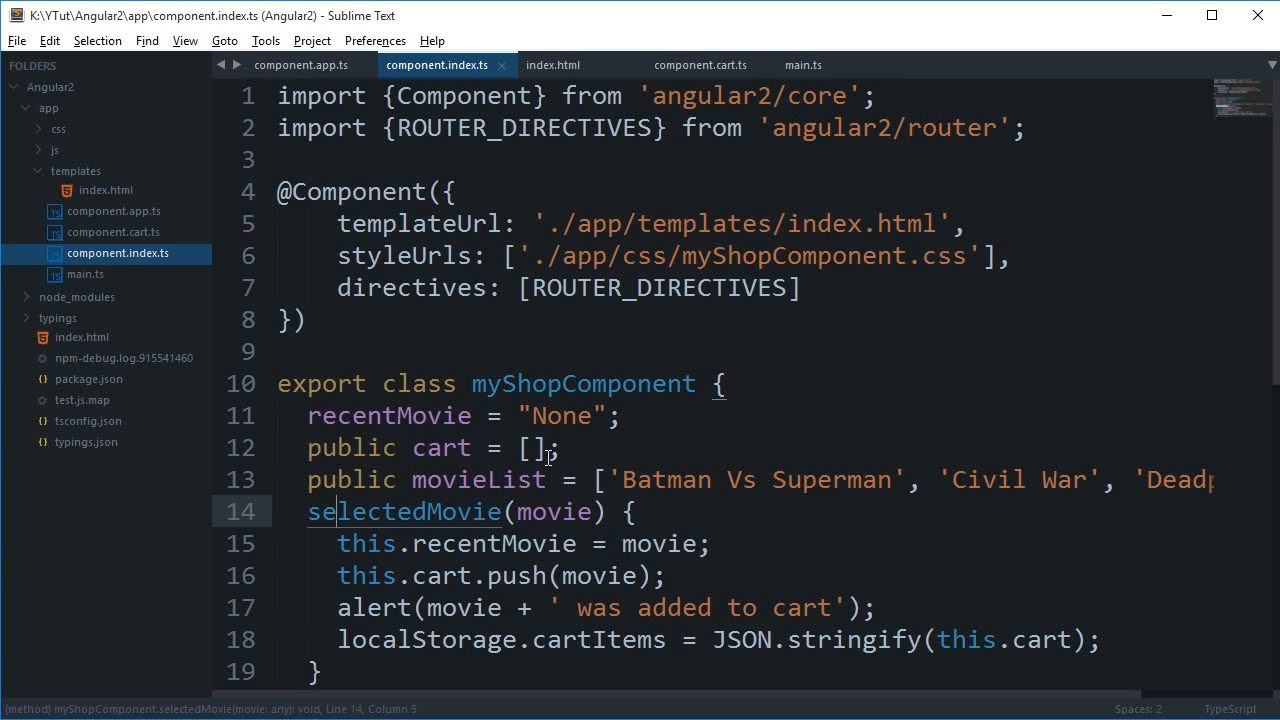 K:\YTut\Angular2\app\component.index.ts (Angular2) - Sublime Text
File Edit Selection Find View Goto Tools Project Preferences Help
FOLDERS
Angular2
app
css
js
templates
index.html
component.app.ts
component.cart.ts
component.index.ts
main.ts
node_modules
typings
index.html
npm-debug.log.915541460
package.json
test.js.map
tsconfig.json
typings.json
component.app.ts component.index.ts index.html component.cart.ts main.ts
1 import {Component} from 'angular2/core';
2 import {ROUTER_DIRECTIVES} from 'angular2/router';
3
4 @Component({
5 templateUrl: './app/templates/index.html',
6 styleUrls: ['./app/css/myShopComponent.css'],
7 directives: [ROUTER_DIRECTIVES]
8 })
9
10 export class myShopComponent {
11 recentMovie = "None";
12 public cart = [];
13 public movieList = ['Batman Vs Superman', 'Civil War', 'Deadp
14 selectedMovie(movie) {
15 this.recentMovie = movie;
16 this.cart.push(movie);
17 alert(movie + ' was added to cart');
18 localStorage.cartItems = JSON.stringify(this.cart);
19 }
(method) myShopComponent.selectedMovie(movie: any): void, Line 14, Column 5 Spaces: 2 TypeScript